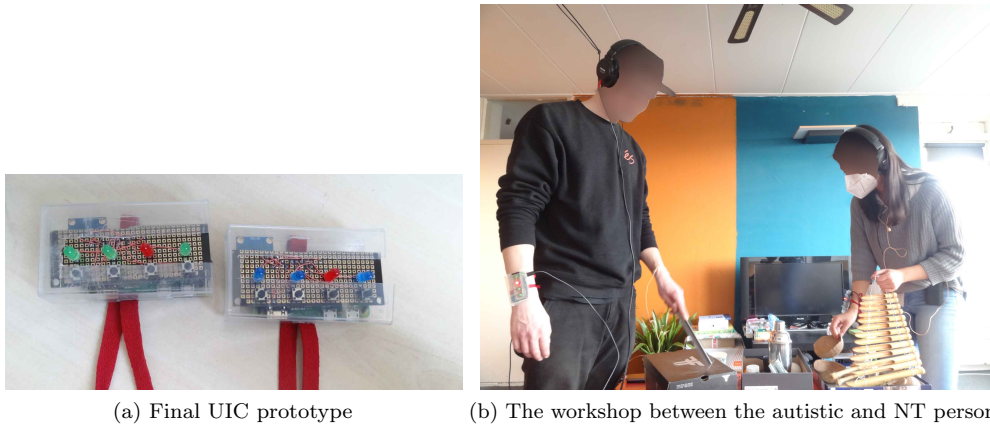 (a) Final UIC prototype
(b) The workshop between the autistic and NT person